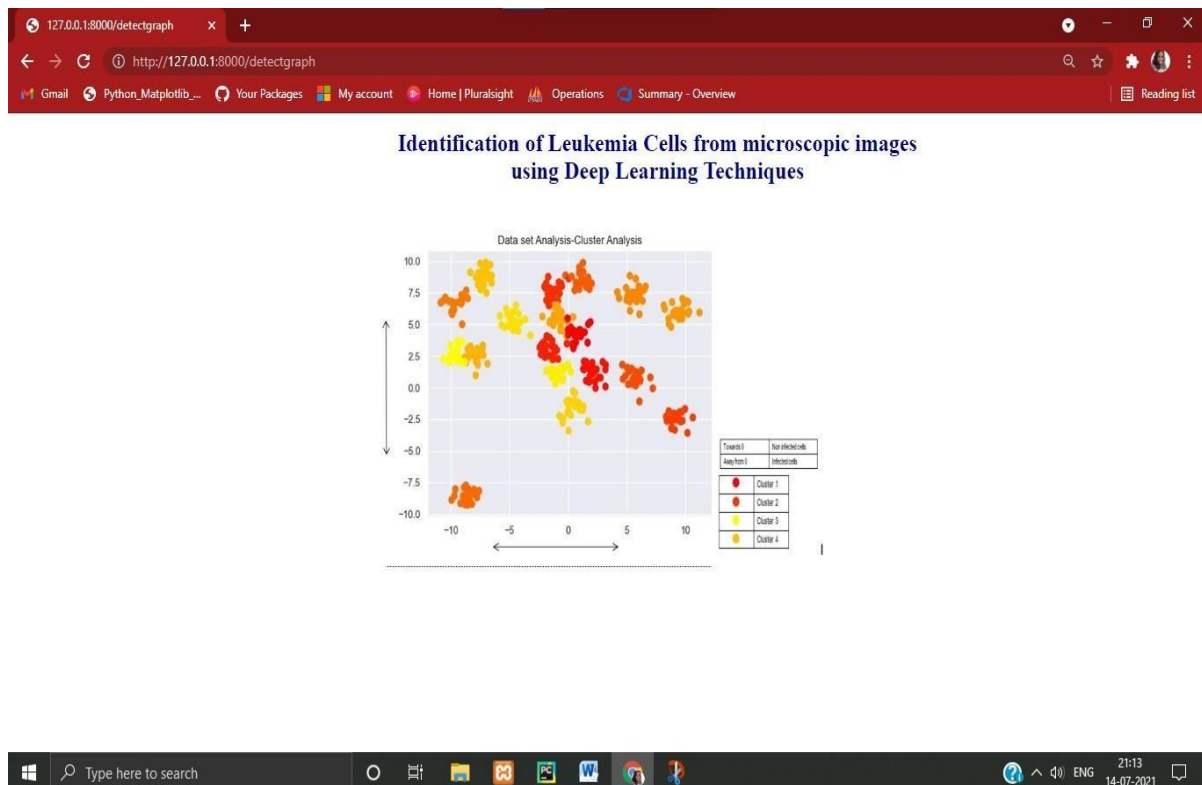 127.0.0.1:8000/detectgraph
http://127.0.0.1:8000/detectgraph
Gmail Python_Matplotlib_... Your Packages My account Home | Pluralsight Operations Summary - Overview Reading list
Identification of Leukemia Cells from microscopic images
using Deep Learning Techniques
Data set Analysis-Cluster Analysis
10.0
7.5
5.0
2.5
0.0
−2.5
−5.0
−7.5
−10.0
−10 −5 0 5 10
Towards 0 Non infected cells
Away from 0 Infected cells
Cluster 1
Cluster 2
Cluster 3
Cluster 4
Type here to search
ENG
21:13
14-07-2021